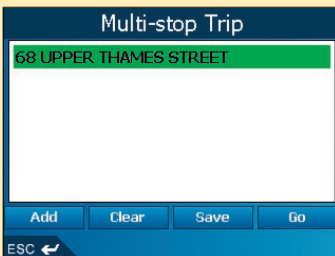 Multi-stop Trip
68 UPPER THAMES STREET
Add Clear Save Go
ESC